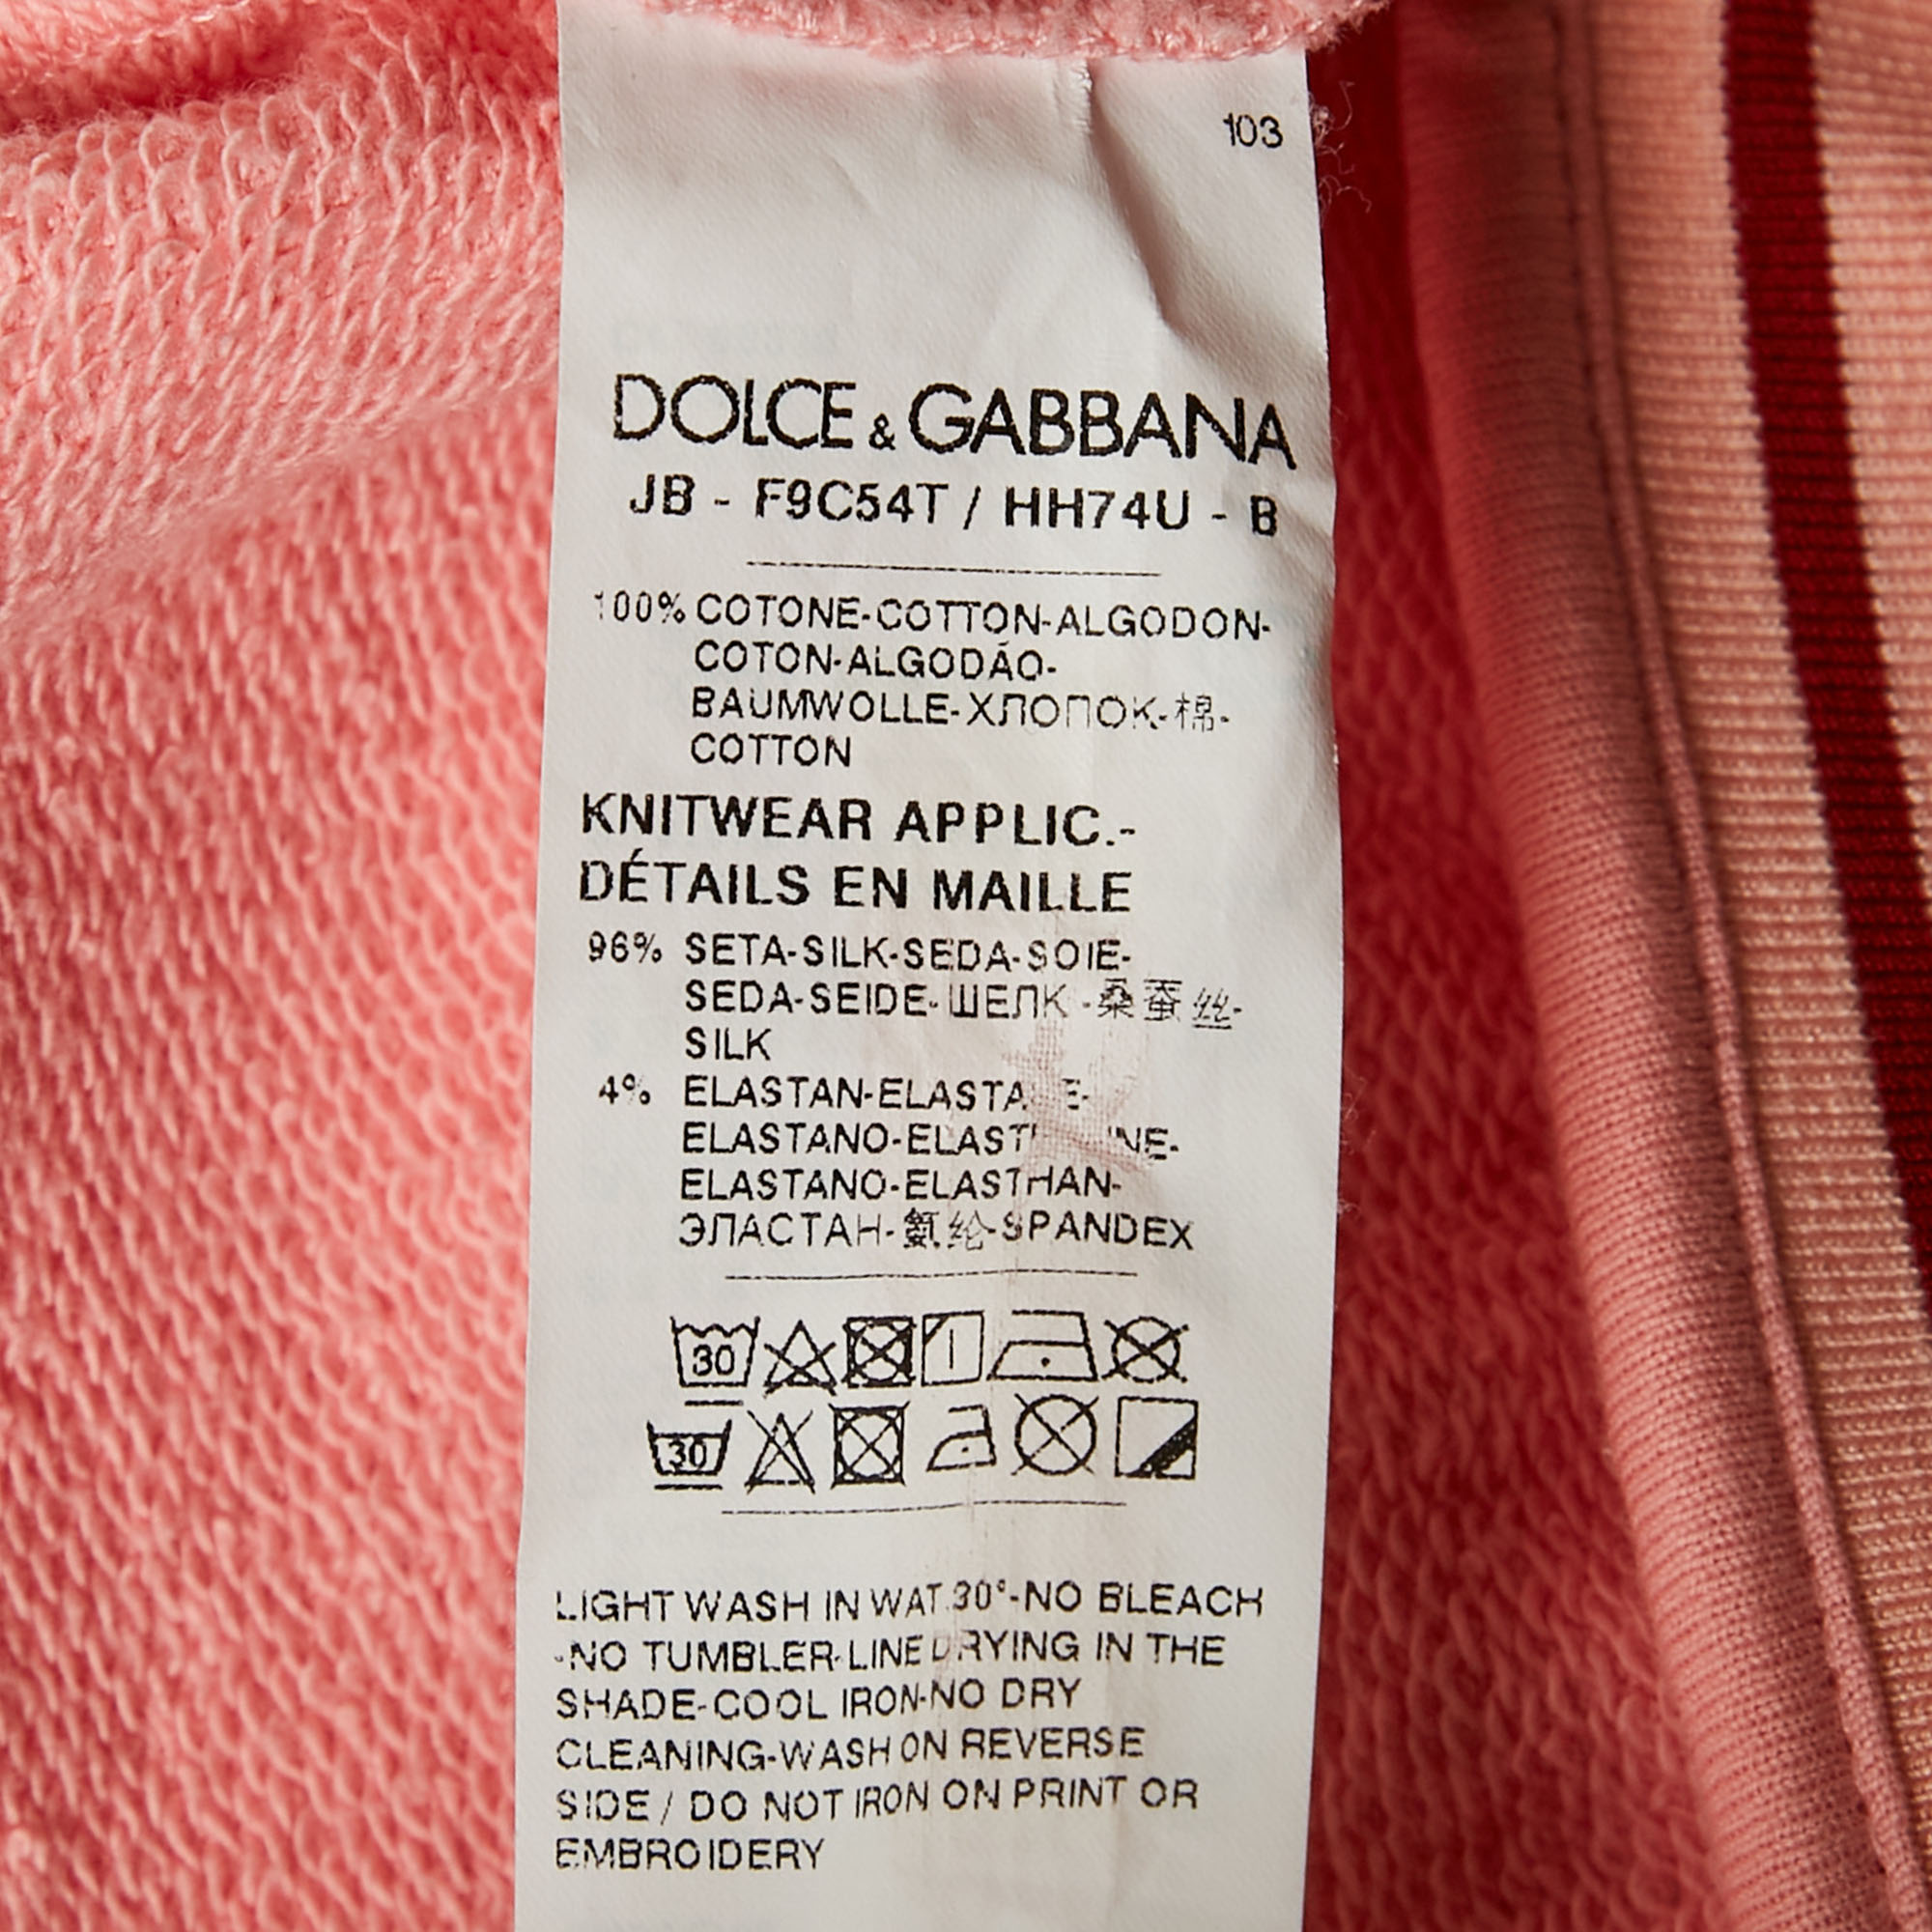 103
DOLCE & GABBANA
JB - F9C54T / HH74U - B
100% COTONE-COTTON-ALGODON-
COTON-ALGODÃO-
BAUMWOLLE-ХЛОПОК-棉-
COTTON
KNITWEAR APPLIC.-
DÉTAILS EN MAILLE
96% SETA-SILK-SEDA-SOIE-
SEDA-SEIDE-ШЕЛК-桑蚕丝-
SILK
4% ELASTAN-
ELASTANO-
ELASTANO-ELASTHAN-
ЭЛАСТАН-氨纶-SPANDEX
30
30
LIGHT WASH IN WAT.30°-NO BLEACH
-NO TUMBLER-LINE DRYING IN THE
SHADE-COOL IRON-NO DRY
CLEANING-WASH ON REVERSE
SIDE / DO NOT IRON ON PRINT OR
EMBROIDERY